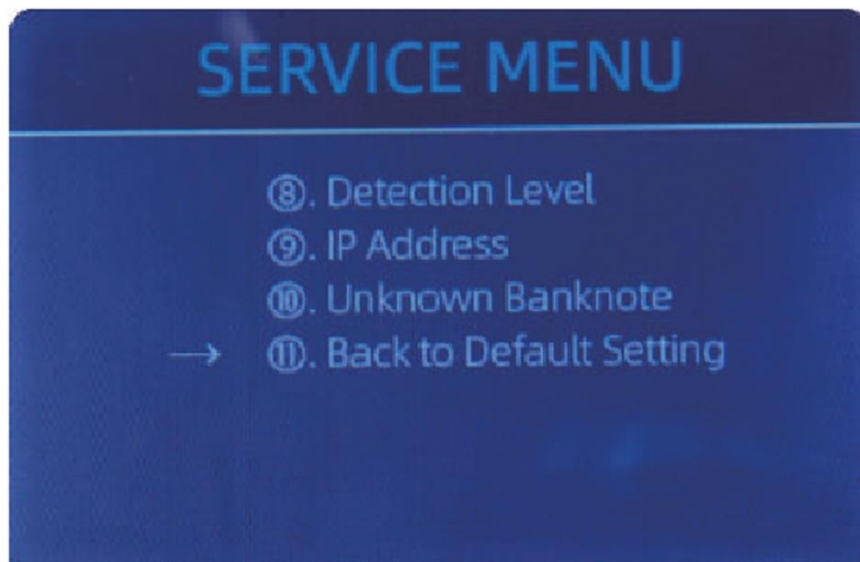 SERVICE MENU
⑧. Detection Level
⑨. IP Address
⑩. Unknown Banknote
→ ⑪. Back to Default Setting